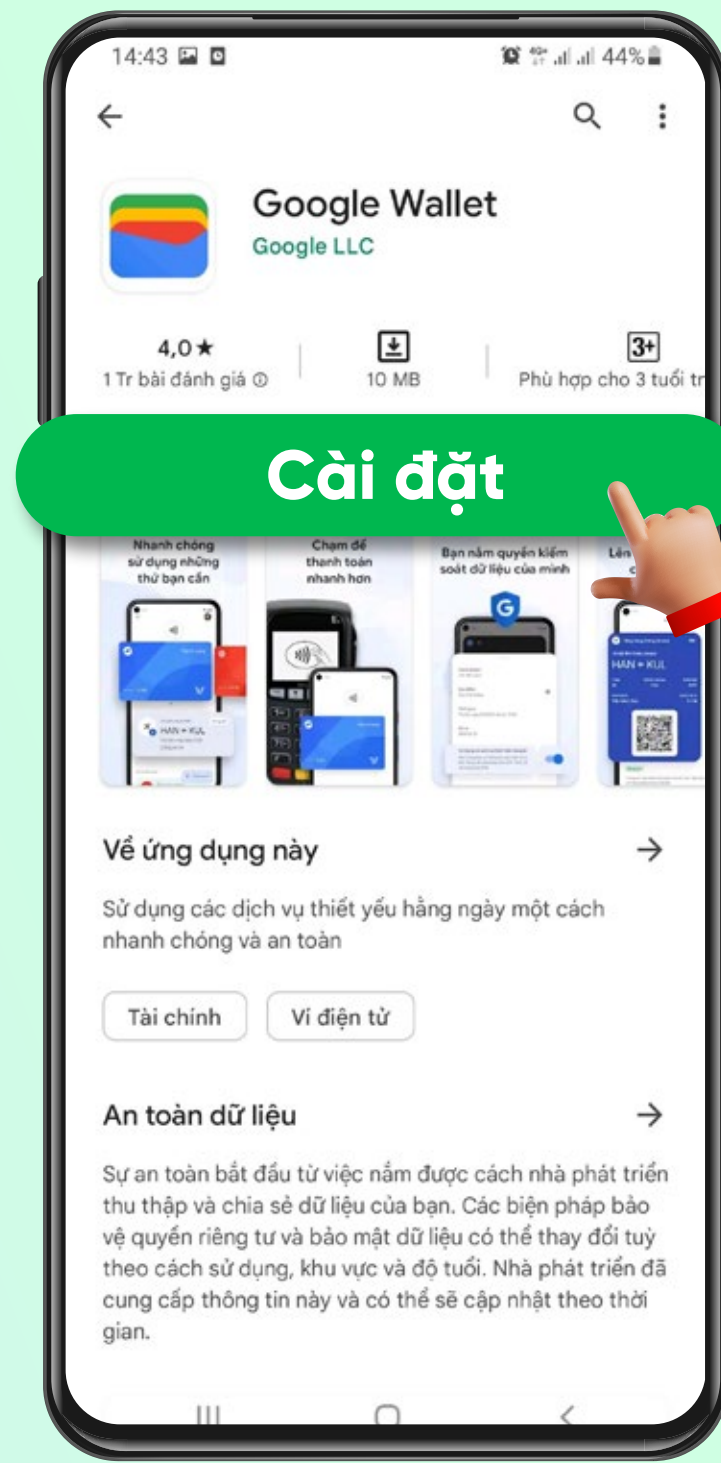 14:43
44%
Google Wallet
Google LLC
4,0★
3+
1 Tr bài đánh giá
10 MB
Phù hợp cho 3 tuổi tr
Cài đặt
Nhanh chóng
sử dụng những
thứ bạn cần
Chạm để
thanh toán
nhanh hơn
Bạn nắm quyền kiểm
soát dữ liệu của mình
Lên
G
HAN
KUL
HAN
KUL
Về ứng dụng này
Sử dụng các dịch vụ thiết yếu hằng ngày một cách
nhanh chóng và an toàn
Tài chính
Ví điện tử
An toàn dữ liệu
Sự an toàn bắt đầu từ việc nắm được cách nhà phát triển
thu thập và chia sẻ dữ liệu của bạn. Các biện pháp bảo
vệ quyền riêng tư và bảo mật dữ liệu có thể thay đổi tuỳ
theo cách sử dụng, khu vực và độ tuổi. Nhà phát triển đã
cung cấp thông tin này và có thể sẽ cập nhật theo thời
gian.